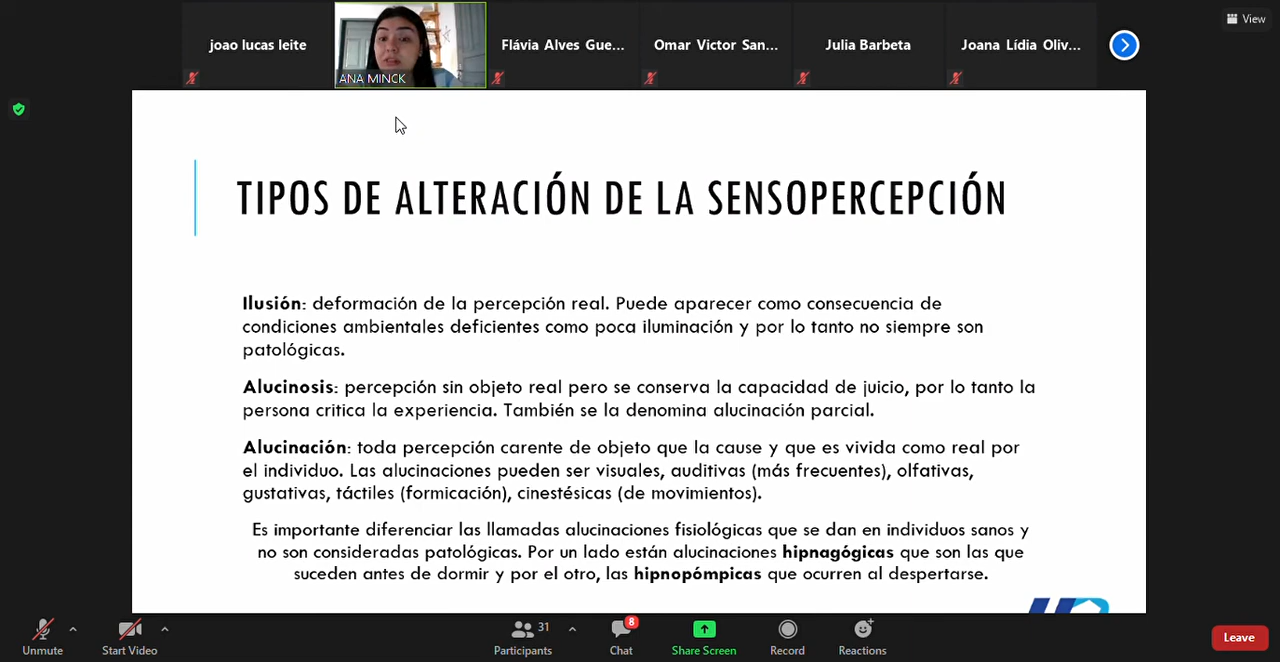 View
joao lucas leite
ANA MINCK
Flávia Alves Gue...
Omar Victor San...
Julia Barbeta
Joana Lídia Oliv...
TIPOS DE ALTERACIÓN DE LA SENSOPERCEPCIÓN
Ilusión: deformación de la percepción real. Puede aparecer como consecuencia de
condiciones ambientales deficientes como poca iluminación y por lo tanto no siempre son
patológicas.
Alucinosis: percepción sin objeto real pero se conserva la capacidad de juicio, por lo tanto la
persona critica la experiencia. También se la denomina alucinación parcial.
Alucinación: toda percepción carente de objeto que la cause y que es vivida como real por
el individuo. Las alucinaciones pueden ser visuales, auditivas (más frecuentes), olfativas,
gustativas, táctiles (formicación), cinestésicas (de movimientos).
Es importante diferenciar las llamadas alucinaciones fisiológicas que se dan en individuos sanos y
no son consideradas patológicas. Por un lado están alucinaciones hipnagógicas que son las que
suceden antes de dormir y por el otro, las hipnopómpicas que ocurren al despertarse.
Unmute
Start Video
31
Participants
8
Chat
Share Screen
Record
Reactions
Leave